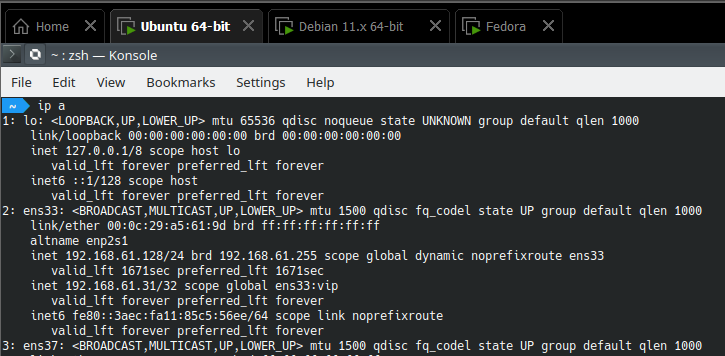 Home Ubuntu 64-bit Debian 11.x 64-bit Fedora
~ : zsh — Konsole
File Edit View Bookmarks Settings Help
~ ip a
1: lo: <LOOPBACK,UP,LOWER_UP> mtu 65536 qdisc noqueue state UNKNOWN group default qlen 1000
link/loopback 00:00:00:00:00:00 brd 00:00:00:00:00:00
inet 127.0.0.1/8 scope host lo
valid_lft forever preferred_lft forever
inet6 ::1/128 scope host
valid_lft forever preferred_lft forever
2: ens33: <BROADCAST,MULTICAST,UP,LOWER_UP> mtu 1500 qdisc fq_codel state UP group default qlen 1000
link/ether 00:0c:29:a5:61:9d brd ff:ff:ff:ff:ff:ff
altname enp2s1
inet 192.168.61.128/24 brd 192.168.61.255 scope global dynamic noprefixroute ens33
valid_lft 1671sec preferred_lft 1671sec
inet 192.168.61.31/32 scope global ens33:vip
valid_lft forever preferred_lft forever
inet6 fe80::3aec:fa11:85c5:56ee/64 scope link noprefixroute
valid_lft forever preferred_lft forever
3: ens37: <BROADCAST,MULTICAST,UP,LOWER_UP> mtu 1500 qdisc fq_codel state UP group default qlen 1000